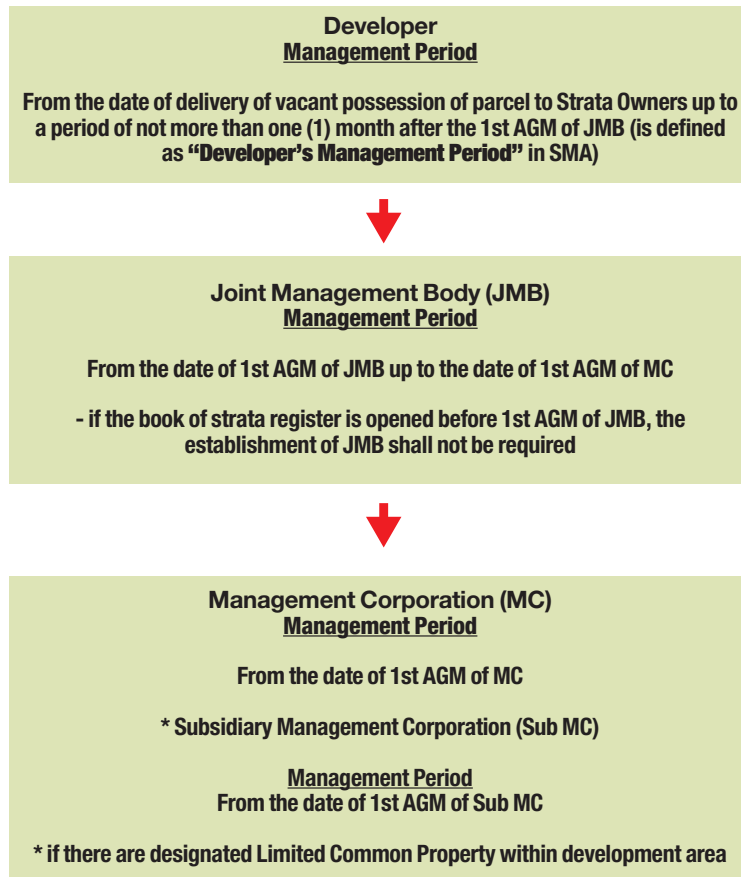 Developer
Management Period
From the date of delivery of vacant possession of parcel to Strata Owners up to
a period of not more than one (1) month after the 1st AGM of JMB (is defined
as “Developer’s Management Period” in SMA)
Joint Management Body (JMB)
Management Period
From the date of 1st AGM of JMB up to the date of 1st AGM of MC
- if the book of strata register is opened before 1st AGM of JMB, the
establishment of JMB shall not be required
Management Corporation (MC)
Management Period
From the date of 1st AGM of MC
* Subsidiary Management Corporation (Sub MC)
Management Period
From the date of 1st AGM of Sub MC
* if there are designated Limited Common Property within development area